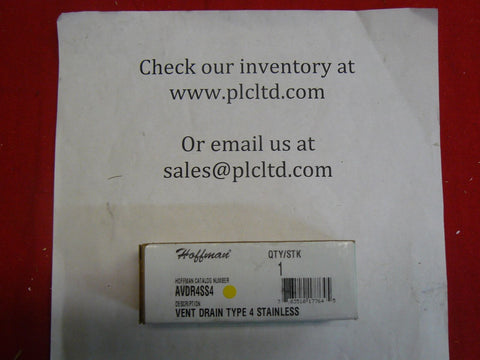 Check our inventory at
www.plcltd.com
Or email us at
sales@plcltd.com
Hoffman
QTY/STK
1
HOFFMAN CATALOG NUMBER
AVDR4SS4
DESCRIPTION
VENT DRAIN TYPE 4 STAINLESS